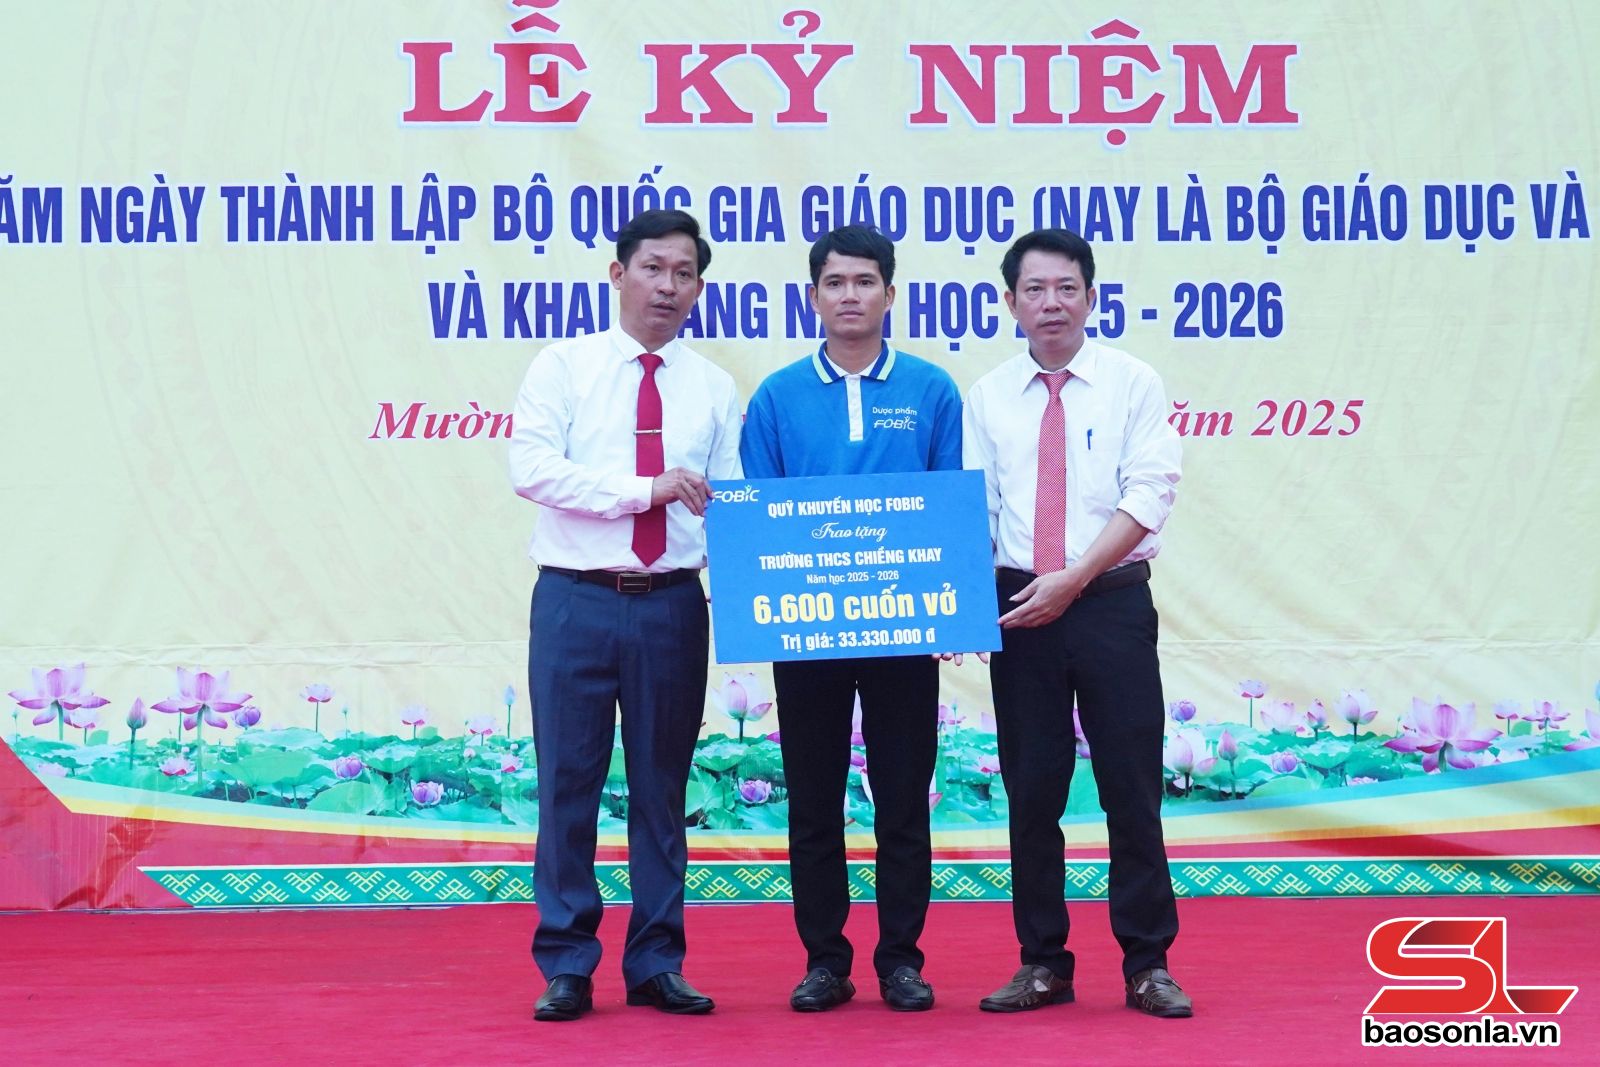 LỄ KỶ NIỆM
ĂM NGÀY THÀNH LẬP BỘ QUỐC GIA GIÁO DỤC (NAY LÀ BỘ GIÁO DỤC VÀ
VÀ KHAI ANG NĂM HỌC 2025 - 2026
Mườn ăm 2025
Dược phẩm
FOBIC
FOBIC
QUỸ KHUYẾN HỌC FOBIC
Trao tặng
TRƯỜNG THCS CHIỀNG KHAY
Năm học 2025 - 2026
6.600 cuốn vở
Trị giá: 33.330.000 đ
SL
baosonla.vn